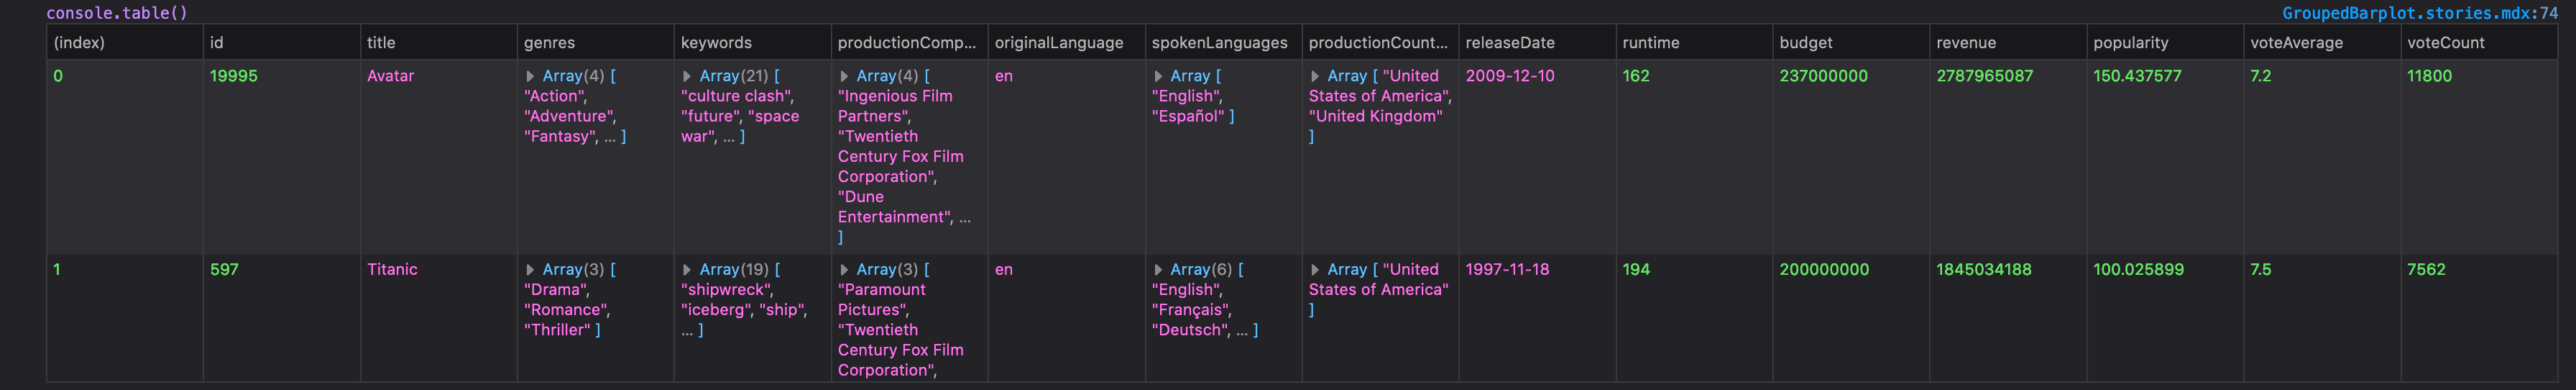 console.table()
GroupedBarplot.stories.mdx:74
(index) id title genres keywords productionComp... originalLanguage spokenLanguages productionCount... releaseDate runtime budget revenue popularity voteAverage voteCount
0 19995 Avatar Array(4) [ Array(21) [ Array(4) [ en Array [ Array [ "United 2009-12-10 162 237000000 2787965087 150.437577 7.2 11800
"Action", "culture clash", "Ingenious Film "English", States of America",
"Adventure", "future", "space Partners", "Español" ] "United Kingdom"
"Fantasy", ... ] war", ... ] "Twentieth ]
Century Fox Film
Corporation",
"Dune
Entertainment", ...
]
1 597 Titanic Array(3) [ Array(19) [ Array(3) [ en Array(6) [ Array [ "United 1997-11-18 194 200000000 1845034188 100.025899 7.5 7562
"Drama", "shipwreck", "Paramount "English", States of America"
"Romance", "iceberg", "ship", Pictures", "Français", ]
"Thriller" ] ... ] "Twentieth "Deutsch", ... ]
Century Fox Film
Corporation",